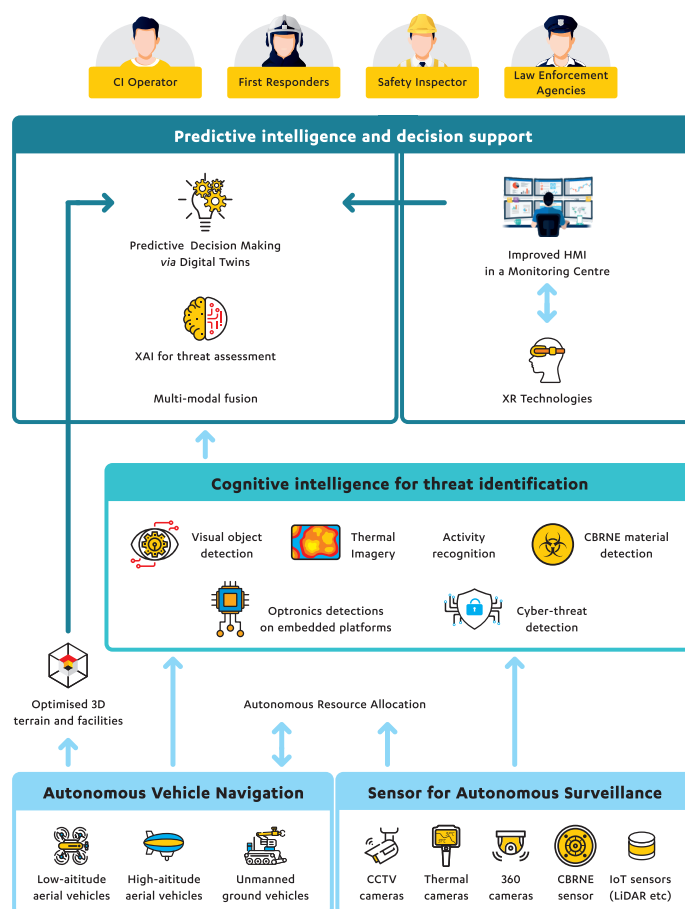 CI Operator
First Responders
Safety Inspector
Law Enforcement
Agencies
Predictive intelligence and decision support
Predictive Decision Making
via Digital Twins
XAI for threat assessment
Multi-modal fusion
Improved HMI
in a Monitoring Centre
XR Technologies
Cognitive intelligence for threat identification
Visual object
detection
Thermal
Imagery
Activity
recognition
CBRNE material
detection
Optronics detections
on embedded platforms
Cyber-threat
detection
Optimised 3D
terrain and facilities
Autonomous Resource Allocation
Autonomous Vehicle Navigation
Low-aititude
aerial vehicles
High-aititude
aerial vehicles
Unmanned
ground vehicles
Sensor for Autonomous Surveillance
CCTV
cameras
Thermal
cameras
360
cameras
CBRNE
sensor
IoT sensors
(LiDAR etc)